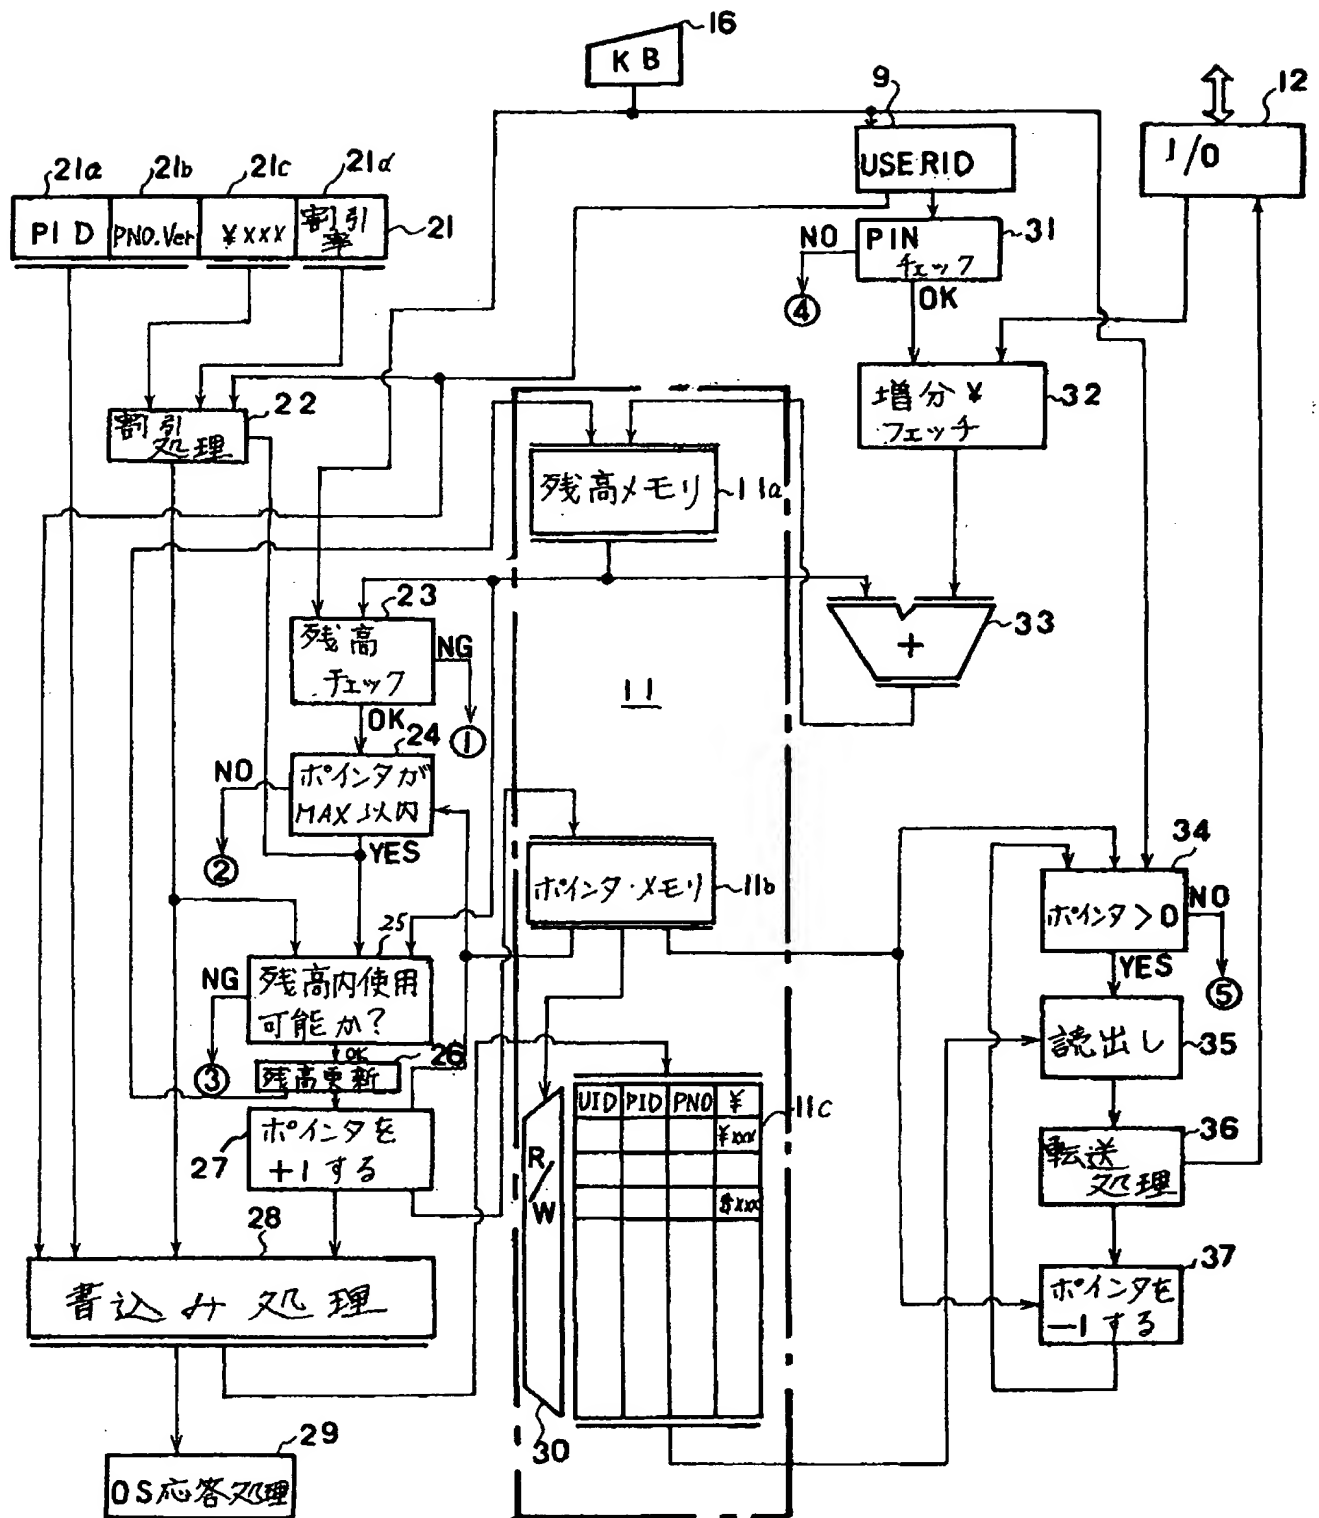 16
KB
9
12
USERID
I/O
21a
21b
21c
21d
PID
PNO.Ver
¥xxx
割引率
21
NO
PIN
チェック
31
OK
④
割引
処理
22
増分¥
フェッチ
32
残高メモリ
11a
23
残高
チェック
NG
①
OK
+
33
11
24
NO
ポインタが
MAX以内
YES
②
ポインタ・メモリ
11b
34
ポインタ>0
NO
YES
⑤
25
NG
残高内使用
可能か?
OK
③
26
残高更新
27
ポインタを
+1する
読出し
35
UID
PID
PNO
¥
11c
¥xxx
$xxx
R/W
30
転送
処理
36
28
書込み処理
37
ポインタを
-1する
29
OS応答処理